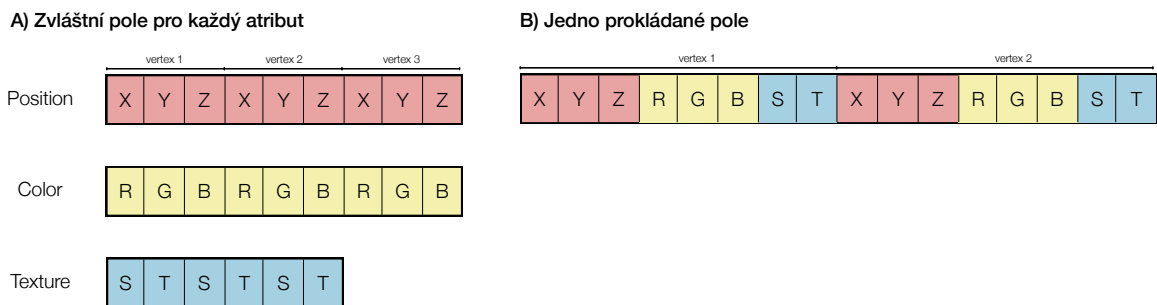 A) Zvláštní pole pro každý atribut
vertex 1 vertex 2 vertex 3
Position X Y Z X Y Z X Y Z
Color R G B R G B R G B
Texture S T S T S T
B) Jedno prokládané pole
vertex 1 vertex 2
X Y Z R G B S T X Y Z R G B S T